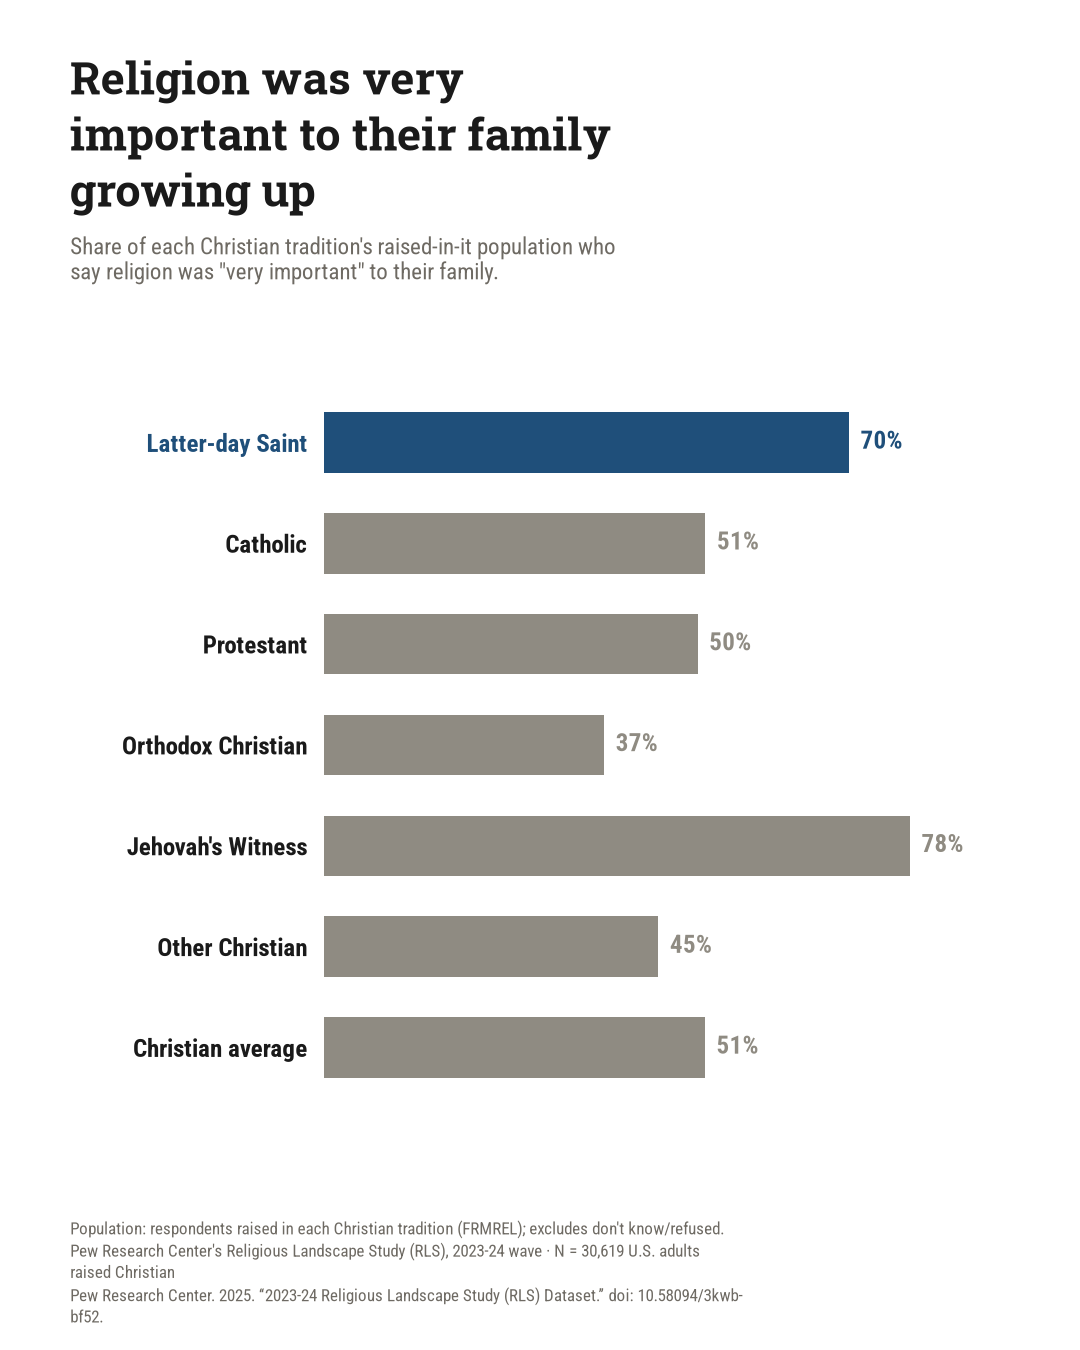 Religion was very
important to their family
growing up
Share of each Christian tradition's raised-in-it population who
say religion was "very important" to their family.
Latter-day Saint 70%
Catholic 51%
Protestant 50%
Orthodox Christian 37%
Jehovah's Witness 78%
Other Christian 45%
Christian average 51%
Population: respondents raised in each Christian tradition (FRMREL); excludes don't know/refused.
Pew Research Center's Religious Landscape Study (RLS), 2023-24 wave · N = 30,619 U.S. adults
raised Christian
Pew Research Center. 2025. “2023-24 Religious Landscape Study (RLS) Dataset.” doi: 10.58094/3kwb-
bf52.